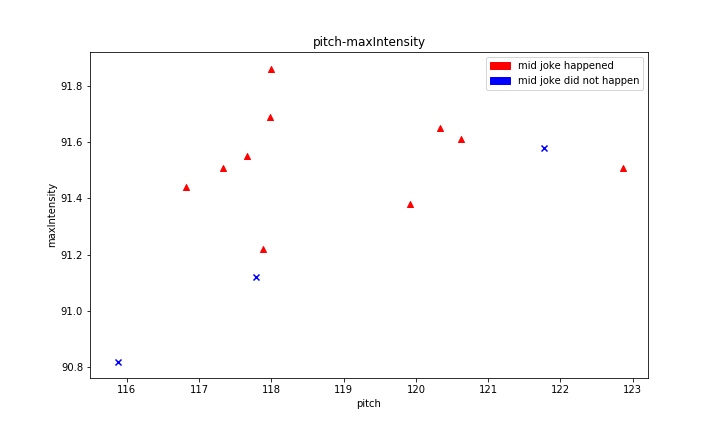 pitch-maxIntensity
mid joke happened
mid joke did not happen
91.8
91.6
91.4
91.2
91.0
90.8
maxIntensity
116 117 118 119 120 121 122 123
pitch